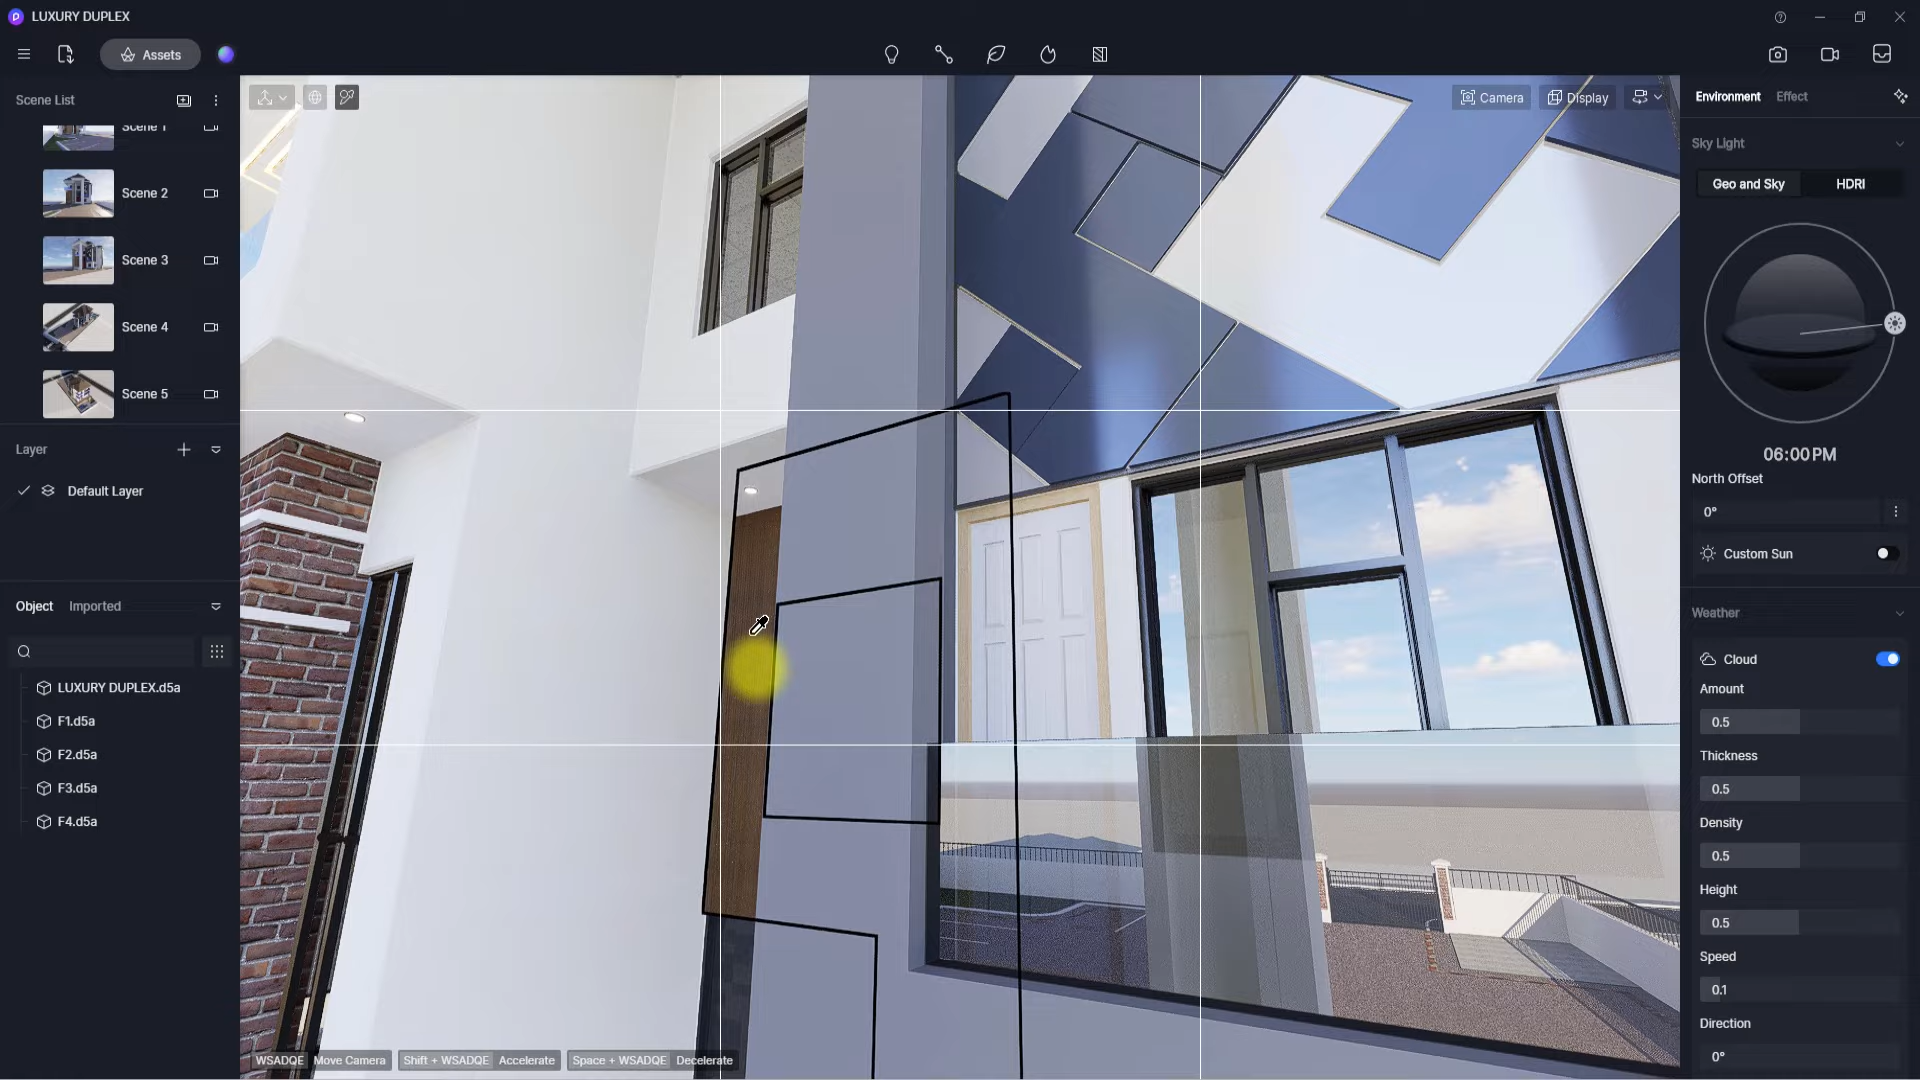 LUXURY DUPLEX
Assets
Scene List
Scene 1
Scene 2
Scene 3
Scene 4
Scene 5
Layer
Default Layer
Object
Imported
LUXURY DUPLEX.d5a
F1.d5a
F2.d5a
F3.d5a
F4.d5a
Camera
Display
WSADQE Move Camera
Shift + WSADQE Accelerate
Space + WSADQE Decelerate
Environment
Effect
Sky Light
Geo and Sky
HDRI
06:00PM
North Offset
0°
Custom Sun
Weather
Cloud
Amount
0.5
Thickness
0.5
Density
0.5
Height
0.5
Speed
0.1
Direction
0°